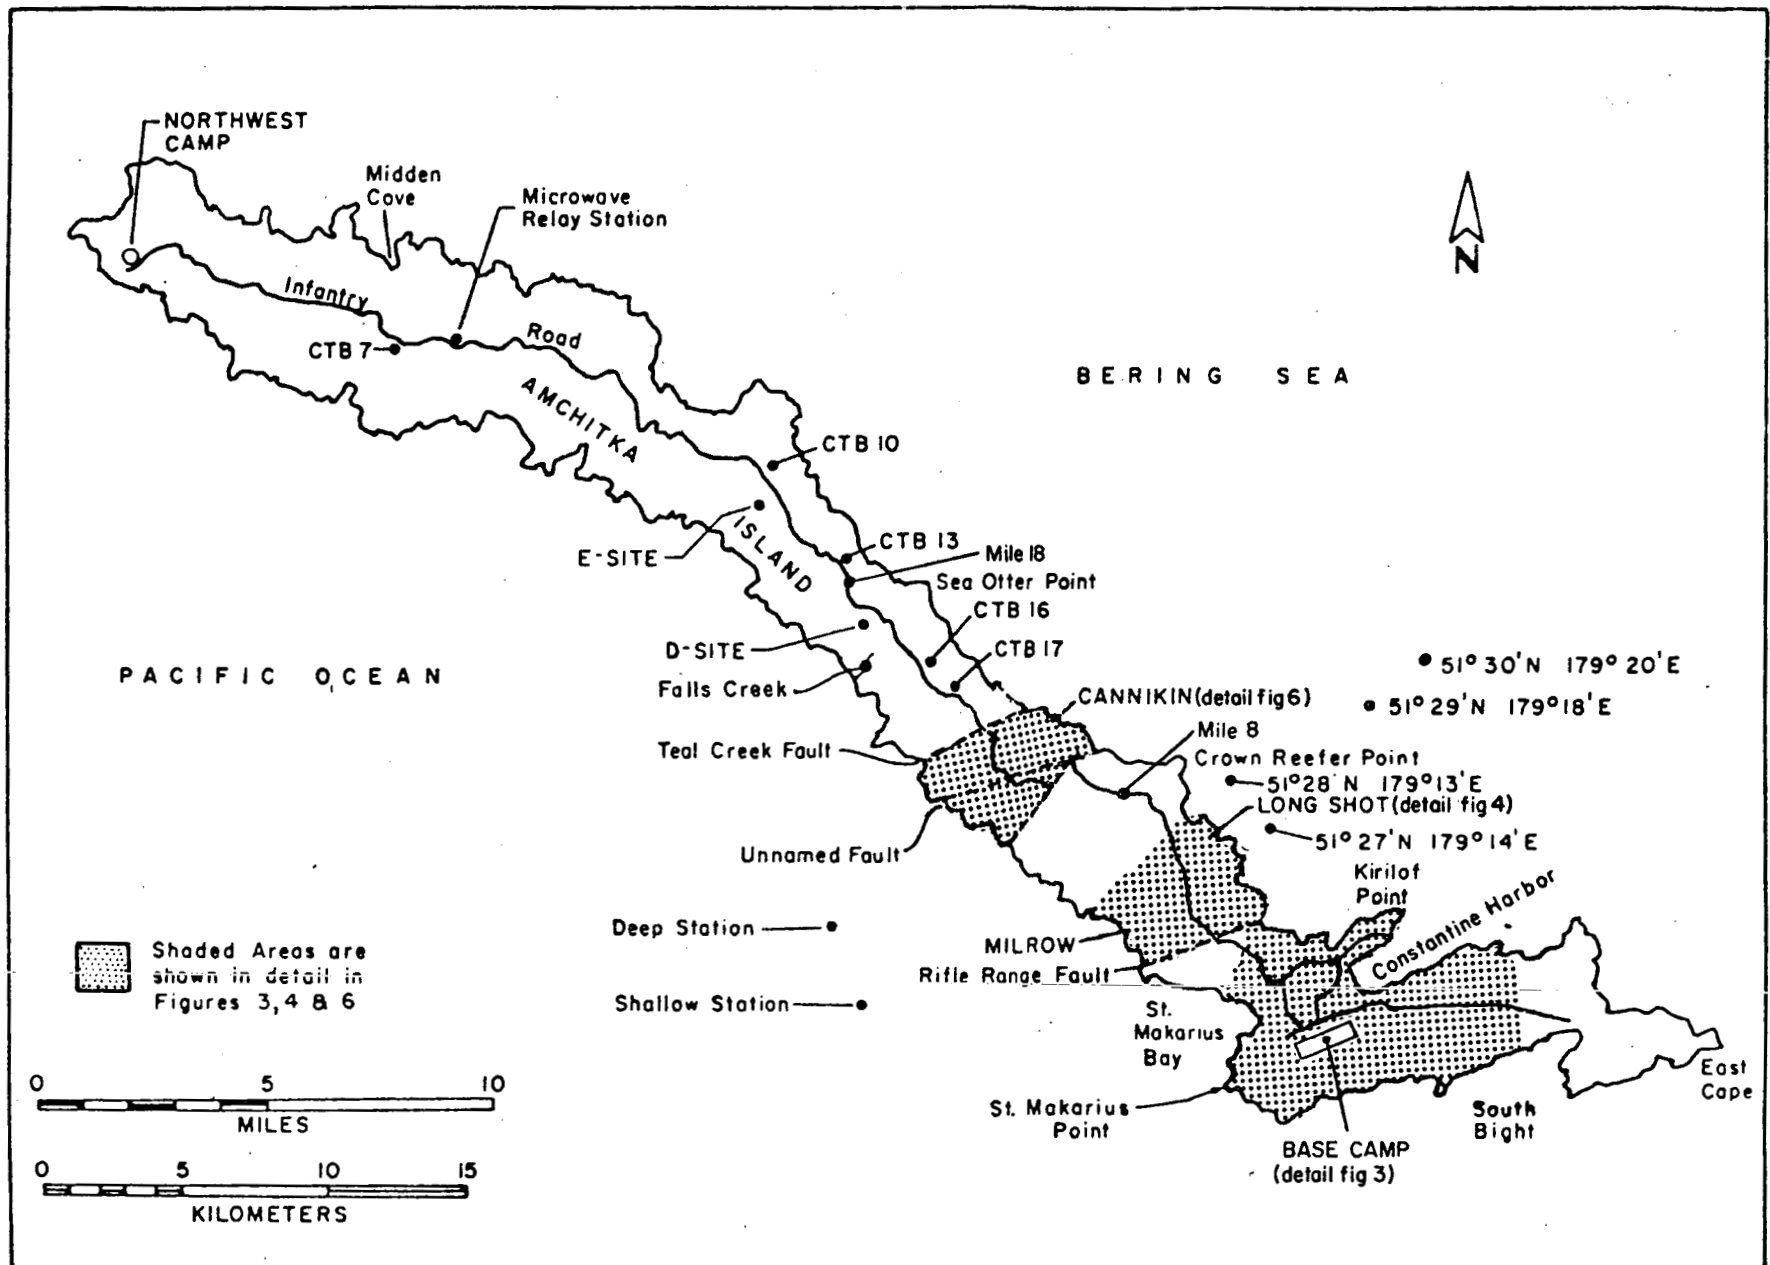 NORTHWEST
CAMP
Midden
Cove
Microwave
Relay Station
N
Infantry
Road
CTB 7
BERING SEA
AMCHITKA
CTB 10
ISLAND
E-SITE
CTB 13
Mile 18
Sea Otter Point
CTB 16
D-SITE
CTB 17
PACIFIC OCEAN
51° 30' N 179° 20' E
Falls Creek
CANNIKIN (detail fig 6)
51° 29' N 179° 18' E
Mile 8
Teal Creek Fault
Crown Reefer Point
51° 28' N 179° 13' E
LONG SHOT (detail fig 4)
51° 27' N 179° 14' E
Unnamed Fault
Kirilof
Point
Constantine Harbor
Deep Station
MILROW
Rifle Range Fault
Shaded Areas are
shown in detail in
Figures 3, 4 & 6
Shallow Station
St.
Makarius
Bay
East
Cape
0 5 10
MILES
St. Makarius
Point
South
Bight
BASE CAMP
(detail fig 3)
0 5 10 15
KILOMETERS